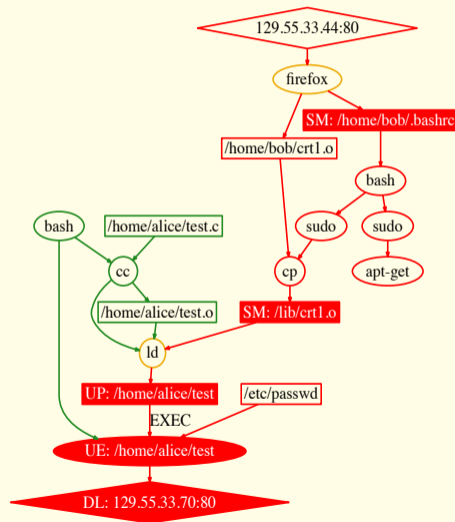 129.55.33.44:80
firefox
SM: /home/bob/.bashrc
/home/bob/crt1.o
bash
bash
/home/alice/test.c
sudo
sudo
cc
cp
apt-get
/home/alice/test.o
SM: /lib/crt1.o
ld
UP: /home/alice/test
/etc/passwd
EXEC
UE: /home/alice/test
DL: 129.55.33.70:80